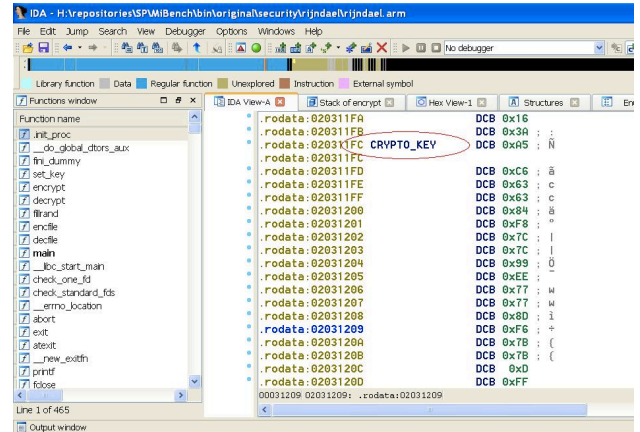 IDA - H:\repositories\SP\MiBench\bin\original\security\rijndael\rijndael.arm
File Edit Jump Search View Debugger Options Windows Help
No debugger
Library function Data Regular function Unexplored Instruction External symbol
Functions window IDA View-A Stack of encrypt Hex View-1 Structures En
Function name
.init_proc
__do_global_dtors_aux
fini_dummy
set_key
encrypt
decrypt
fillrand
encfile
decfile
main
__libc_start_main
check_one_fd
check_standard_fds
__errno_location
abort
exit
atexit
__new_exitfn
printf
fclose
Line 1 of 465
.rodata:020311FA DCB 0x16
.rodata:020311FB DCB 0x3A ; :
.rodata:020311FC CRYPTO_KEY DCB 0xA5 ; Ñ
.rodata:020311FC
.rodata:020311FD DCB 0xC6 ; ã
.rodata:020311FE DCB 0x63 ; c
.rodata:020311FF DCB 0x63 ; c
.rodata:02031200 DCB 0x84 ; ä
.rodata:02031201 DCB 0xF8 ; °
.rodata:02031202 DCB 0x7C ; |
.rodata:02031203 DCB 0x7C ; |
.rodata:02031204 DCB 0x99 ; Ö
.rodata:02031205 DCB 0xEE ; ¯
.rodata:02031206 DCB 0x77 ; w
.rodata:02031207 DCB 0x77 ; w
.rodata:02031208 DCB 0x8D ; ì
.rodata:02031209 DCB 0xF6 ; ÷
.rodata:0203120A DCB 0x7B ; {
.rodata:0203120B DCB 0x7B ; {
.rodata:0203120C DCB 0xD
.rodata:0203120D DCB 0xFF
00031209 02031209: .rodata:02031209
Output window